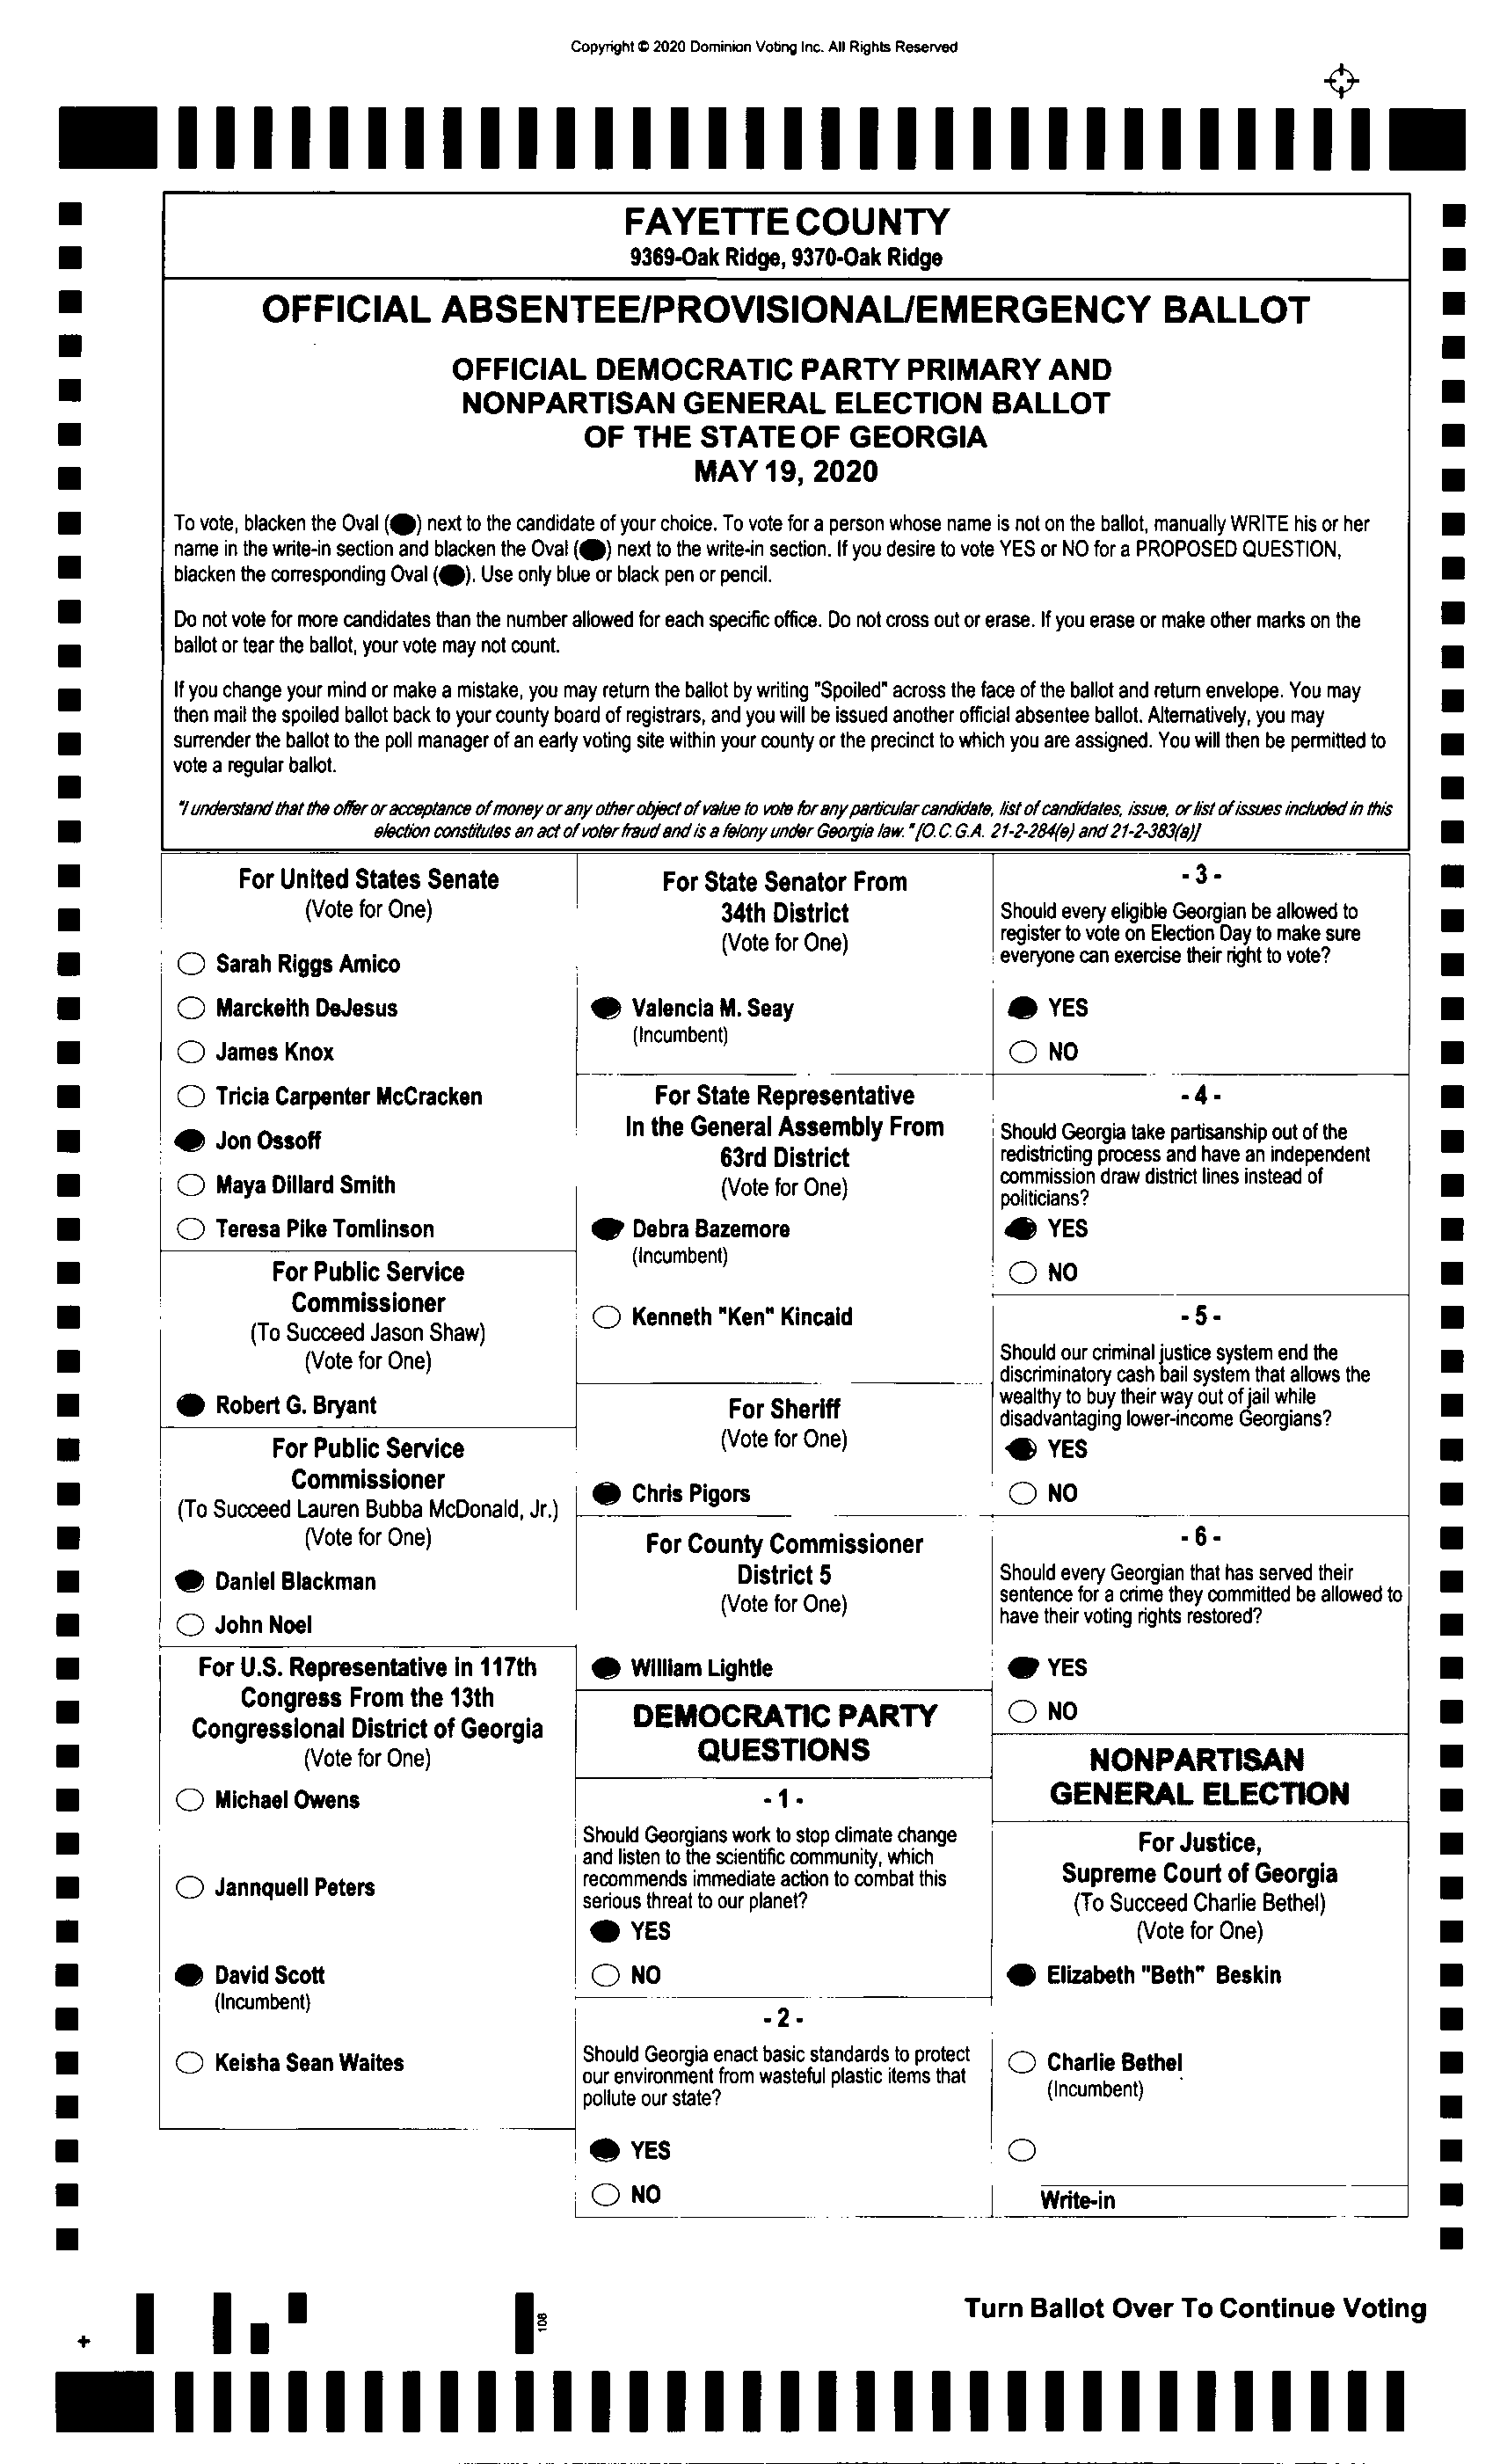 Copyright © 2020 Dominion Voting Inc. All Rights Reserved
FAYETTE COUNTY
9369-Oak Ridge, 9370-Oak Ridge
OFFICIAL ABSENTEE/PROVISIONAL/EMERGENCY BALLOT
OFFICIAL DEMOCRATIC PARTY PRIMARY AND
NONPARTISAN GENERAL ELECTION BALLOT
OF THE STATE OF GEORGIA
MAY 19, 2020
To vote, blacken the Oval ( ) next to the candidate of your choice. To vote for a person whose name is not on the ballot, manually WRITE his or her
name in the write-in section and blacken the Oval ( ) next to the write-in section. If you desire to vote YES or NO for a PROPOSED QUESTION,
blacken the corresponding Oval ( ). Use only blue or black pen or pencil.
Do not vote for more candidates than the number allowed for each specific office. Do not cross out or erase. If you erase or make other marks on the
ballot or tear the ballot, your vote may not count.
If you change your mind or make a mistake, you may return the ballot by writing "Spoiled" across the face of the ballot and return envelope. You may
then mail the spoiled ballot back to your county board of registrars, and you will be issued another official absentee ballot. Alternatively, you may
surrender the ballot to the poll manager of an early voting site within your county or the precinct to which you are assigned. You will then be permitted to
vote a regular ballot.
"I understand that the offer or acceptance of money or any other object of value to vote for any particular candidate, list of candidates, issue, or list of issues included in this
election constitutes an act of voter fraud and is a felony under Georgia law." [O.C.G.A. 21-2-284(e) and 21-2-383(a)]
For United States Senate
(Vote for One)
Sarah Riggs Amico
Marckeith DeJesus
James Knox
Tricia Carpenter McCracken
Jon Ossoff
Maya Dillard Smith
Teresa Pike Tomlinson
For Public Service
Commissioner
(To Succeed Jason Shaw)
(Vote for One)
Robert G. Bryant
For Public Service
Commissioner
(To Succeed Lauren Bubba McDonald, Jr.)
(Vote for One)
Daniel Blackman
John Noel
For U.S. Representative in 117th
Congress From the 13th
Congressional District of Georgia
(Vote for One)
Michael Owens
Jannquell Peters
David Scott
(Incumbent)
Keisha Sean Waites
For State Senator From
34th District
(Vote for One)
Valencia M. Seay
(Incumbent)
For State Representative
In the General Assembly From
63rd District
(Vote for One)
Debra Bazemore
(Incumbent)
Kenneth "Ken" Kincaid
For Sheriff
(Vote for One)
Chris Pigors
For County Commissioner
District 5
(Vote for One)
William Lightle
DEMOCRATIC PARTY
QUESTIONS
- 1 -
Should Georgians work to stop climate change
and listen to the scientific community, which
recommends immediate action to combat this
serious threat to our planet?
YES
NO
- 2 -
Should Georgia enact basic standards to protect
our environment from wasteful plastic items that
pollute our state?
YES
NO
- 3 -
Should every eligible Georgian be allowed to
register to vote on Election Day to make sure
everyone can exercise their right to vote?
YES
NO
- 4 -
Should Georgia take partisanship out of the
redistricting process and have an independent
commission draw district lines instead of
politicians?
YES
NO
- 5 -
Should our criminal justice system end the
discriminatory cash bail system that allows the
wealthy to buy their way out of jail while
disadvantaging lower-income Georgians?
YES
NO
- 6 -
Should every Georgian that has served their
sentence for a crime they committed be allowed to
have their voting rights restored?
YES
NO
NONPARTISAN
GENERAL ELECTION
For Justice,
Supreme Court of Georgia
(To Succeed Charlie Bethel)
(Vote for One)
Elizabeth "Beth" Beskin
Charlie Bethel
(Incumbent)
Write-in
Turn Ballot Over To Continue Voting
108
+